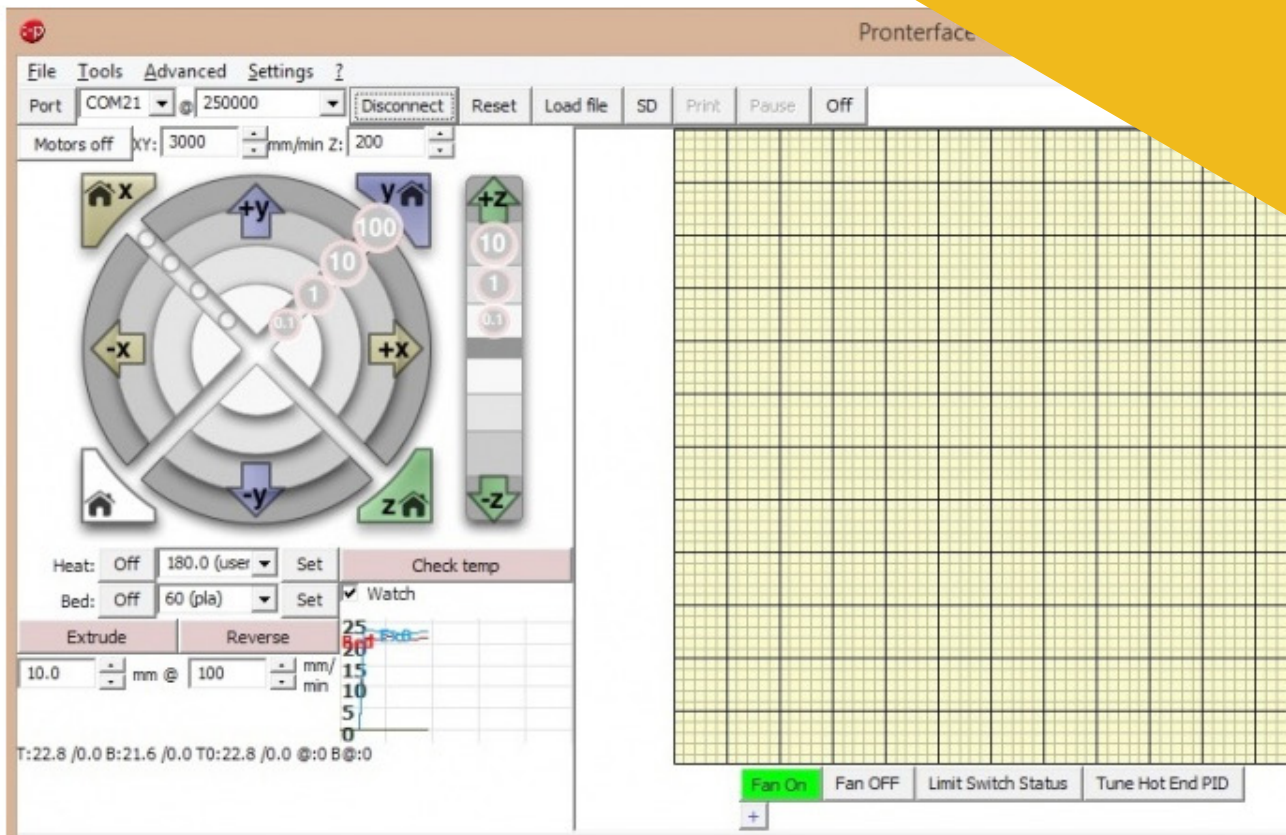 Pronterface
File Tools Advanced Settings ?
Port COM21 @ 250000 Disconnect Reset Load file SD Print Pause Off
Motors off XY: 3000 mm/min Z: 200
x y +z
+y
100
10 10
1 1
0.1 0.1
-x +x
-y z -z
Heat: Off 180.0 (user Set Check temp
Bed: Off 60 (pla) Set Watch
Extrude Reverse
10.0 mm @ 100 mm/
min
25
Bed Ex0
20
15
10
5
0
T:22.8 /0.0 B:21.6 /0.0 T0:22.8 /0.0 @:0 B@:0
Fan On Fan OFF Limit Switch Status Tune Hot End PID
+